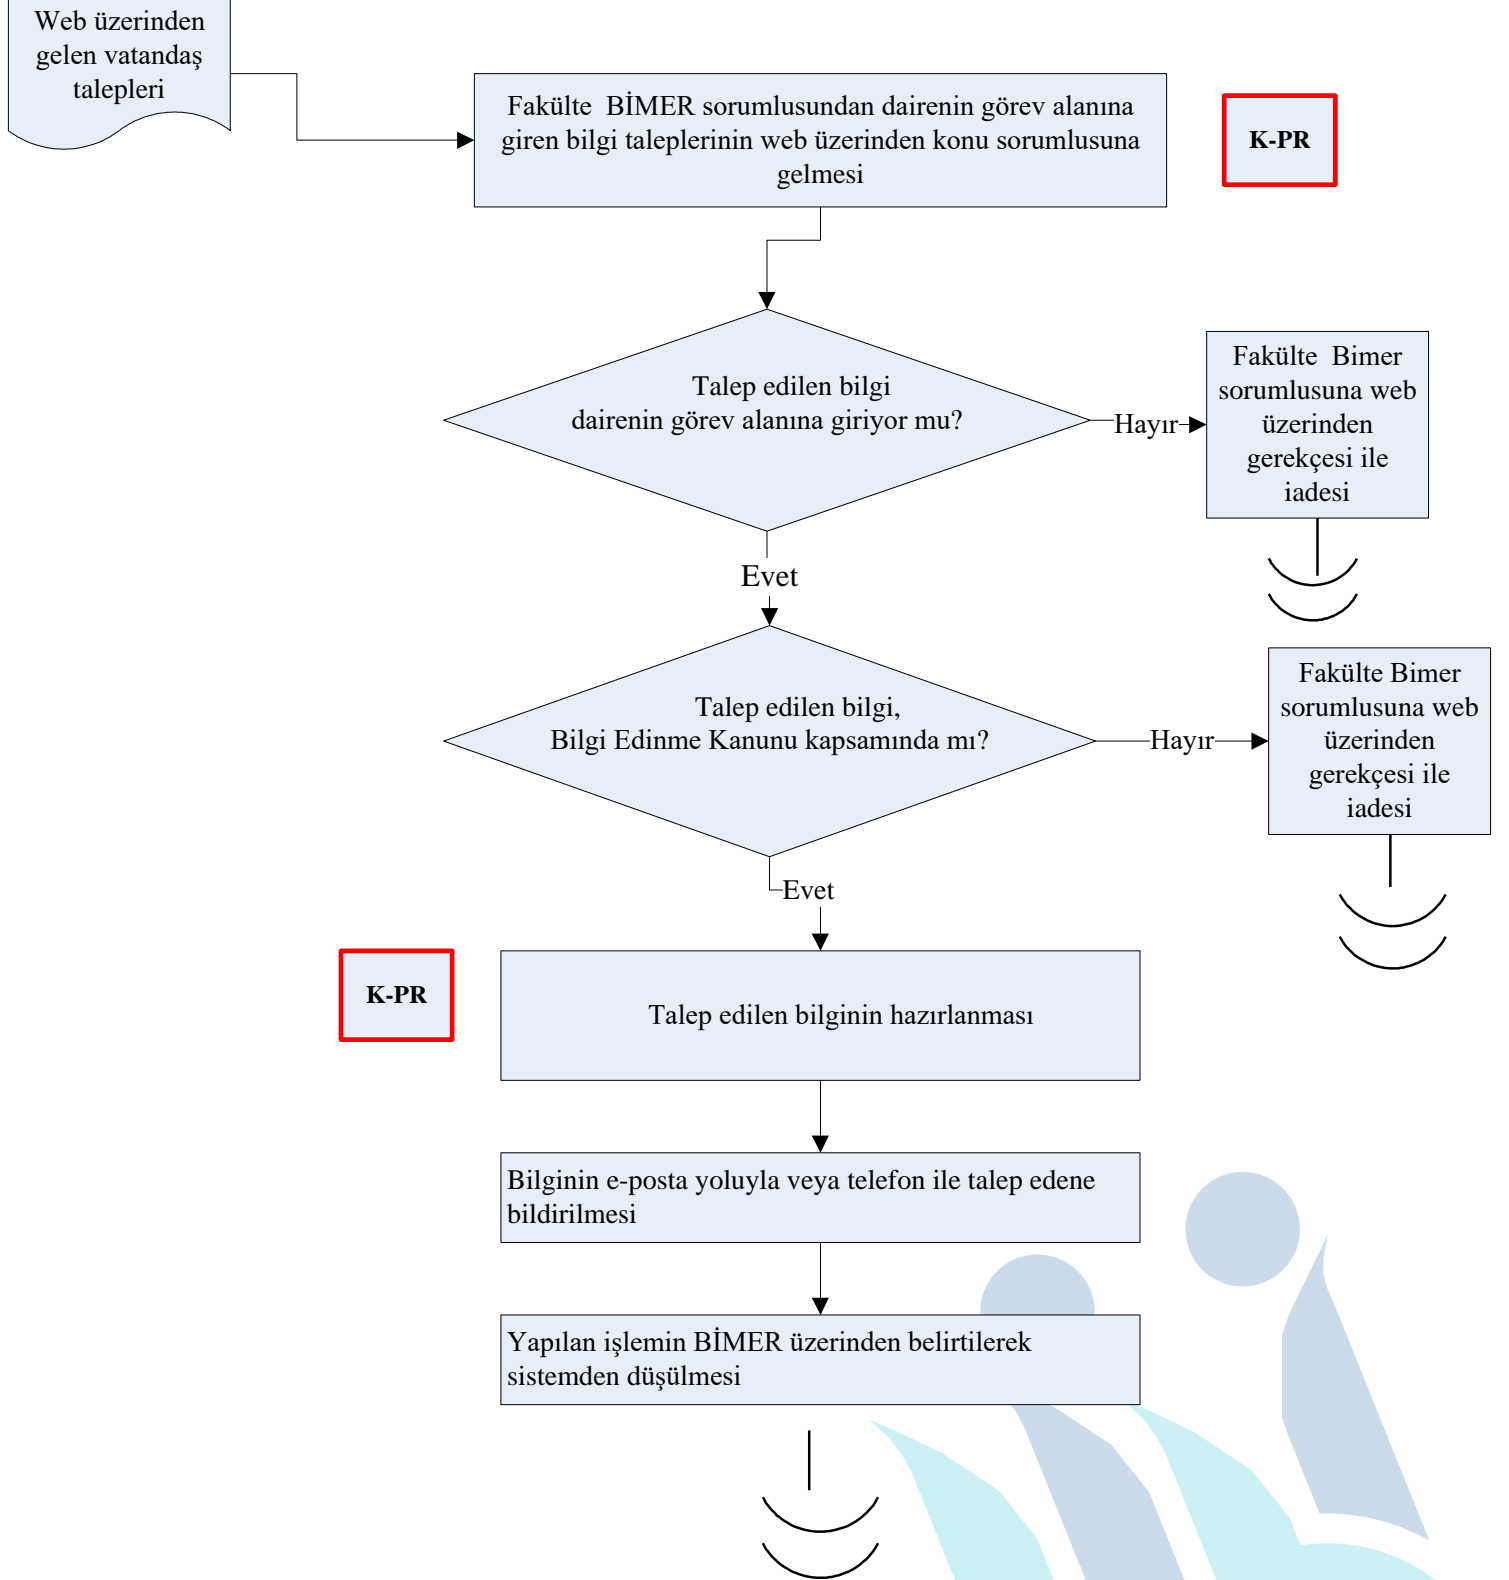 Web üzerinden
gelen vatandaş
talepleri
Fakülte  BİMER sorumlusundan dairenin görev alanına
giren bilgi taleplerinin web üzerinden konu sorumlusuna
gelmesi
K-PR
Talep edilen bilgi
dairenin görev alanına giriyor mu?
Hayır
Fakülte  Bimer
sorumlusuna web
üzerinden
gerekçesi ile
iadesi
Evet
Talep edilen bilgi,
Bilgi Edinme Kanunu kapsamında mı?
Hayır
Fakülte Bimer
sorumlusuna web
üzerinden
gerekçesi ile
iadesi
Evet
K-PR
Talep edilen bilginin hazırlanması
Bilginin e-posta yoluyla veya telefon ile talep edene
bildirilmesi
Yapılan işlemin BİMER üzerinden belirtilerek
sistemden düşülmesi